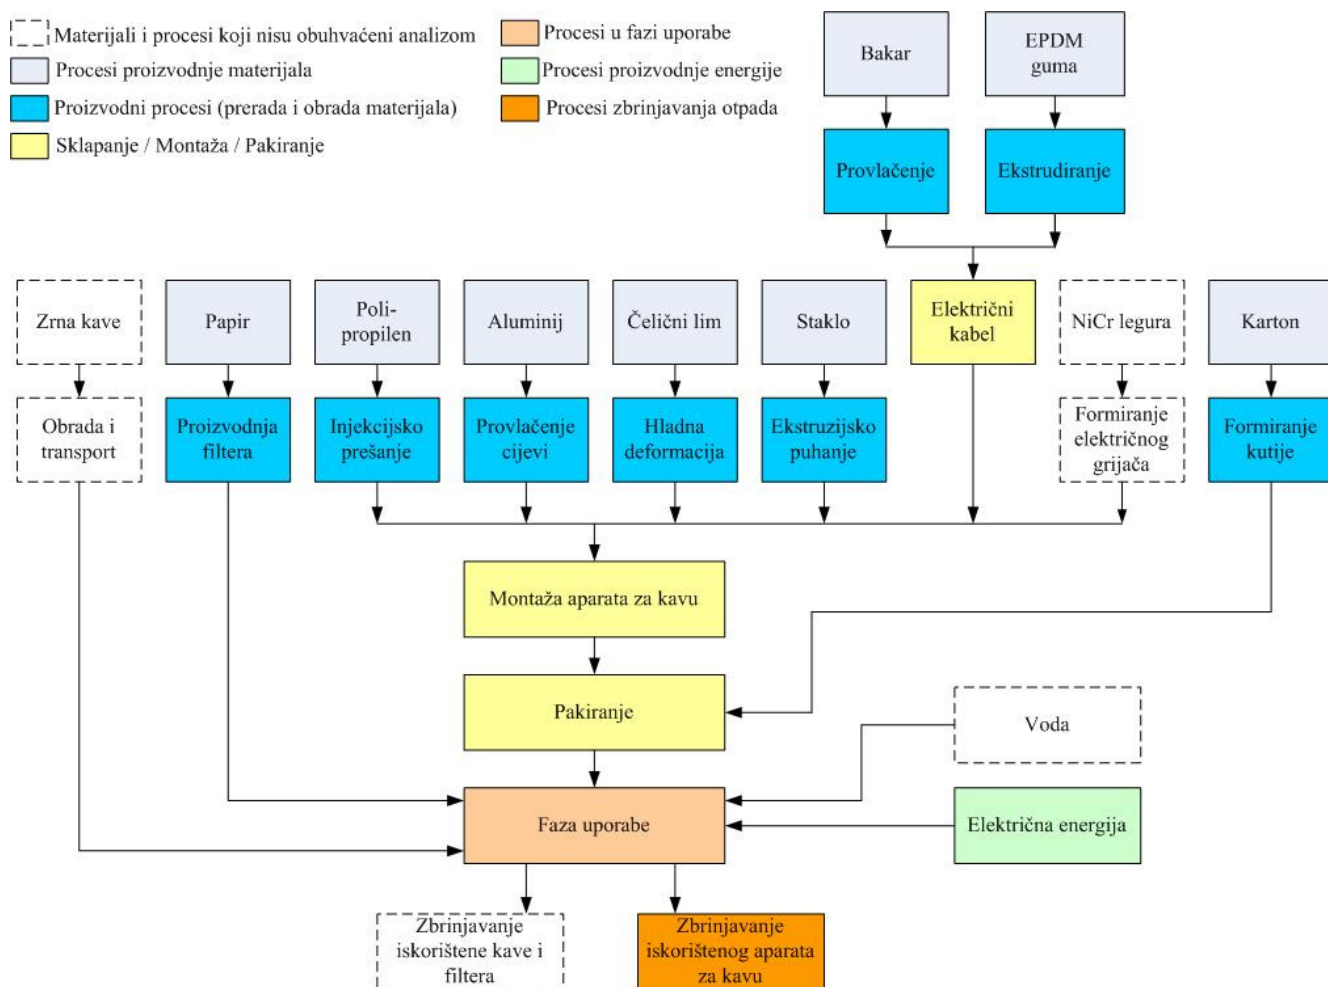 Materijali i procesi koji nisu obuhvaćeni analizom
Procesi proizvodnje materijala
Proizvodni procesi (prerada i obrada materijala)
Sklapanje / Montaža / Pakiranje
Procesi u fazi uporabe
Procesi proizvodnje energije
Procesi zbrinjavanja otpada
Bakar
EPDM
guma
Provlačenje
Ekstrudiranje
Zrna kave
Papir
Poli-
propilen
Aluminij
Čelični lim
Staklo
Električni
kabel
NiCr legura
Karton
Obrada i
transport
Proizvodnja
filtera
Injekcijsko
prešanje
Provlačenje
cijevi
Hladna
deformacija
Ekstruzijsko
puhanje
Formiranje
električnog
grijača
Formiranje
kutije
Montaža aparata za kavu
Pakiranje
Voda
Faza uporabe
Električna energija
Zbrinjavanje
iskorištene kave i
filtera
Zbrinjavanje
iskorištenog aparata
za kavu